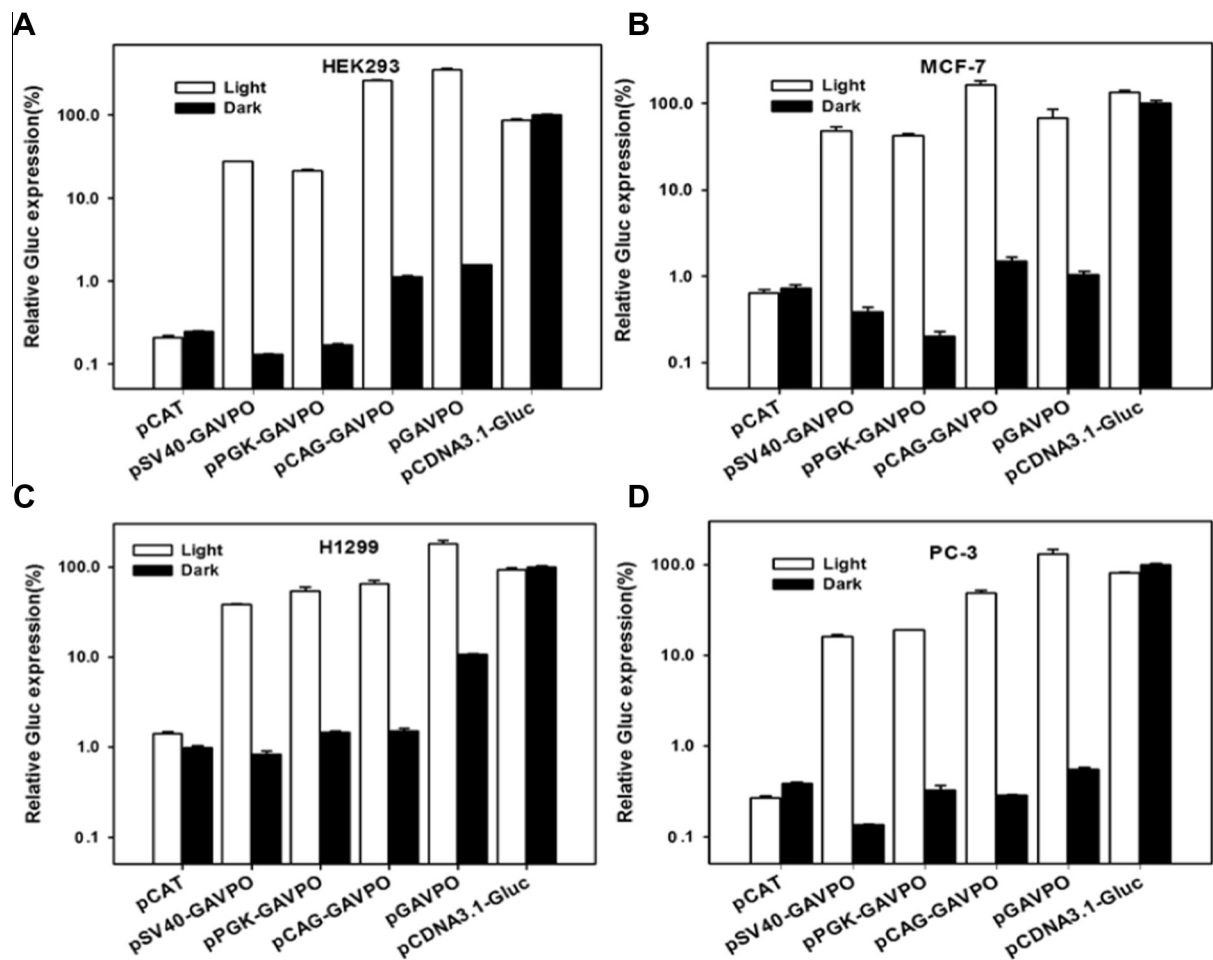 A
HEK293
Light
Dark
Relative Gluc expression(%)
100.0
10.0
1.0
0.1
pCAT
pSV40-GAVPO
pPGK-GAVPO
pCAG-GAVPO
pGAVPO
pCDNA3.1-Gluc
B
MCF-7
Light
Dark
Relative Gluc expression(%)
100.0
10.0
1.0
0.1
pCAT
pSV40-GAVPO
pPGK-GAVPO
pCAG-GAVPO
pGAVPO
pCDNA3.1-Gluc
C
H1299
Light
Dark
Relative Gluc expression(%)
100.0
10.0
1.0
0.1
pCAT
pSV40-GAVPO
pPGK-GAVPO
pCAG-GAVPO
pGAVPO
pCDNA3.1-Gluc
D
PC-3
Light
Dark
Relative Gluc expression(%)
100.0
10.0
1.0
0.1
pCAT
pSV40-GAVPO
pPGK-GAVPO
pCAG-GAVPO
pGAVPO
pCDNA3.1-Gluc